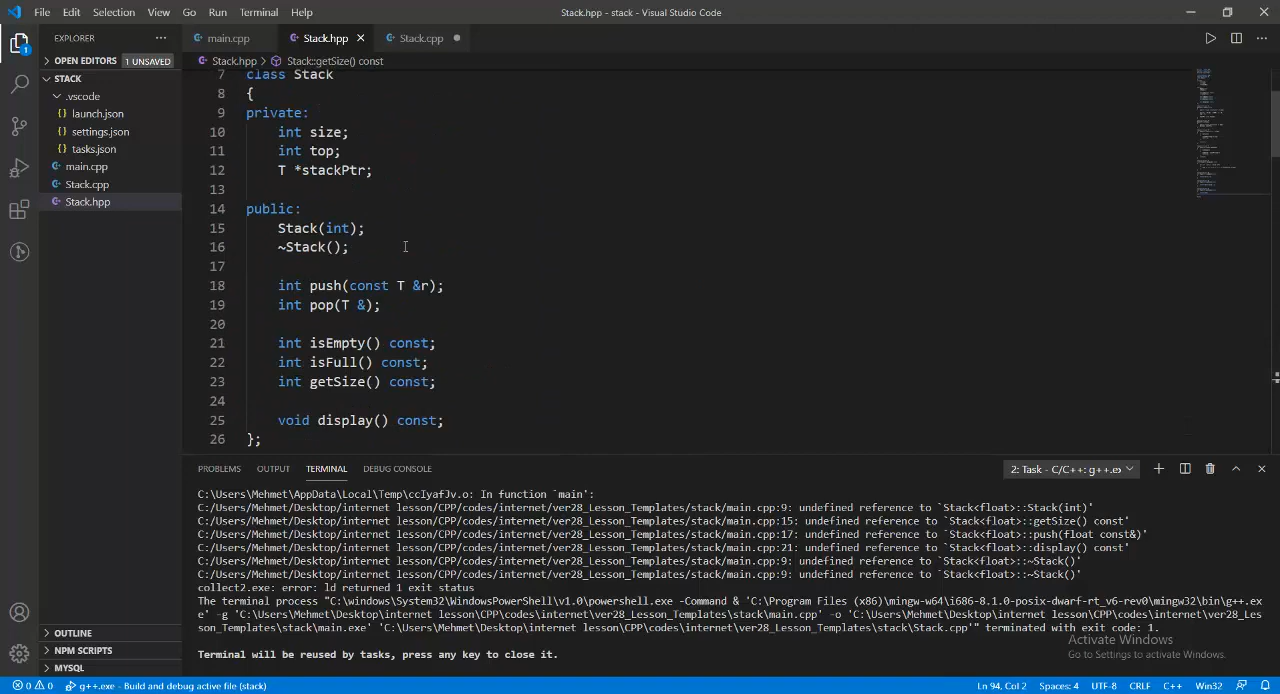 File Edit Selection View Go Run Terminal Help
Stack.hpp - stack - Visual Studio Code
EXPLORER
main.cpp
Stack.hpp
Stack.cpp
OPEN EDITORS 1 UNSAVED
Stack.hpp > Stack::getSize() const
STACK
.vscode
launch.json
settings.json
tasks.json
main.cpp
Stack.cpp
Stack.hpp
7 class Stack
8 {
9 private:
10 int size;
11 int top;
12 T *stackPtr;
13
14 public:
15 Stack(int);
16 ~Stack();
17
18 int push(const T &r);
19 int pop(T &);
20
21 int isEmpty() const;
22 int isFull() const;
23 int getSize() const;
24
25 void display() const;
26 };
PROBLEMS OUTPUT TERMINAL DEBUG CONSOLE
2: Task - C/C++: g++.ex
C:\Users\Mehmet\AppData\Local\Temp\ccIyafJv.o: In function `main':
C:/Users/Mehmet/Desktop/internet lesson/CPP/codes/internet/ver28_Lesson_Templates/stack/main.cpp:9: undefined reference to `Stack<float>::Stack(int)'
C:/Users/Mehmet/Desktop/internet lesson/CPP/codes/internet/ver28_Lesson_Templates/stack/main.cpp:15: undefined reference to `Stack<float>::getSize() const'
C:/Users/Mehmet/Desktop/internet lesson/CPP/codes/internet/ver28_Lesson_Templates/stack/main.cpp:17: undefined reference to `Stack<float>::push(float const&)'
C:/Users/Mehmet/Desktop/internet lesson/CPP/codes/internet/ver28_Lesson_Templates/stack/main.cpp:21: undefined reference to `Stack<float>::display() const'
C:/Users/Mehmet/Desktop/internet lesson/CPP/codes/internet/ver28_Lesson_Templates/stack/main.cpp:9: undefined reference to `Stack<float>::~Stack()'
C:/Users/Mehmet/Desktop/internet lesson/CPP/codes/internet/ver28_Lesson_Templates/stack/main.cpp:9: undefined reference to `Stack<float>::~Stack()'
collect2.exe: error: ld returned 1 exit status
The terminal process "C:\windows\System32\WindowsPowerShell\v1.0\powershell.exe -Command & 'C:\Program Files (x86)\mingw-w64\i686-8.1.0-posix-dwarf-rt_v6-rev0\mingw32\bin\g++.ex
e' -g 'C:\Users\Mehmet\Desktop\internet lesson\CPP\codes\internet\ver28_Lesson_Templates\stack\main.cpp' -o 'C:\Users\Mehmet\Desktop\internet lesson\CPP\codes\internet\ver28_Les
son_Templates\stack\main.exe' 'C:\Users\Mehmet\Desktop\internet lesson\CPP\codes\internet\ver28_Lesson_Templates\stack\Stack.cpp'" terminated with exit code: 1.
Terminal will be reused by tasks, press any key to close it.
OUTLINE
NPM SCRIPTS
MYSQL
Activate Windows
Go to Settings to activate Windows.
0 0 g++.exe - Build and debug active file (stack)
Ln 94, Col 2 Spaces: 4 UTF-8 CRLF C++ Win32